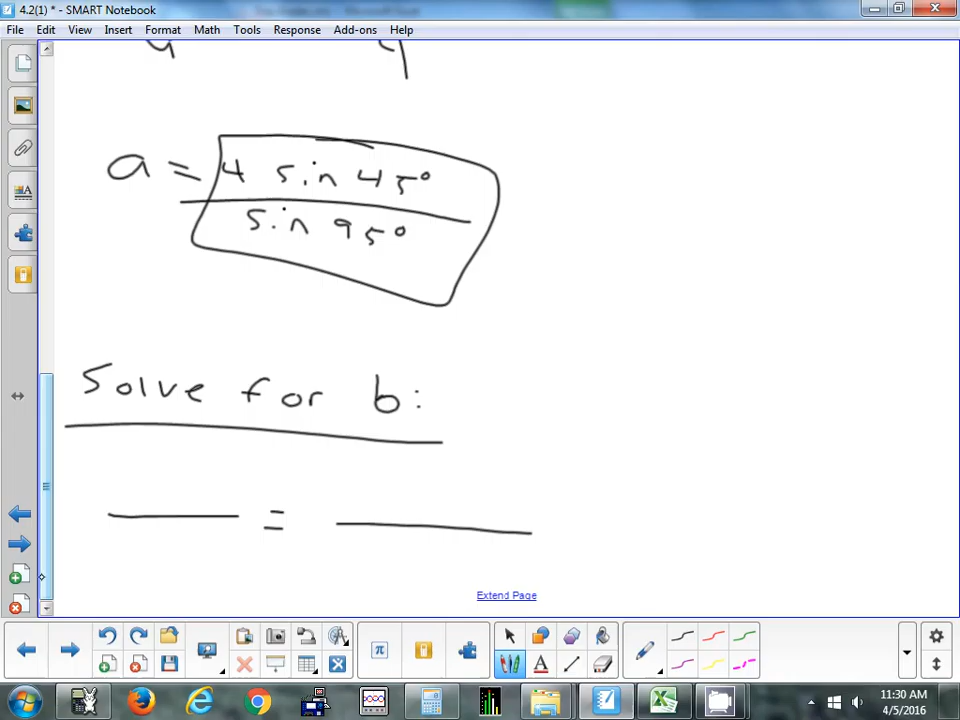 4.2(1) * - SMART Notebook
File Edit View Insert Format Math Tools Response Add-ons Help
4
a = 4 sin 45°
sin 95°
Solve for b:
=
Extend Page
π
A
11:30 AM
4/5/2016